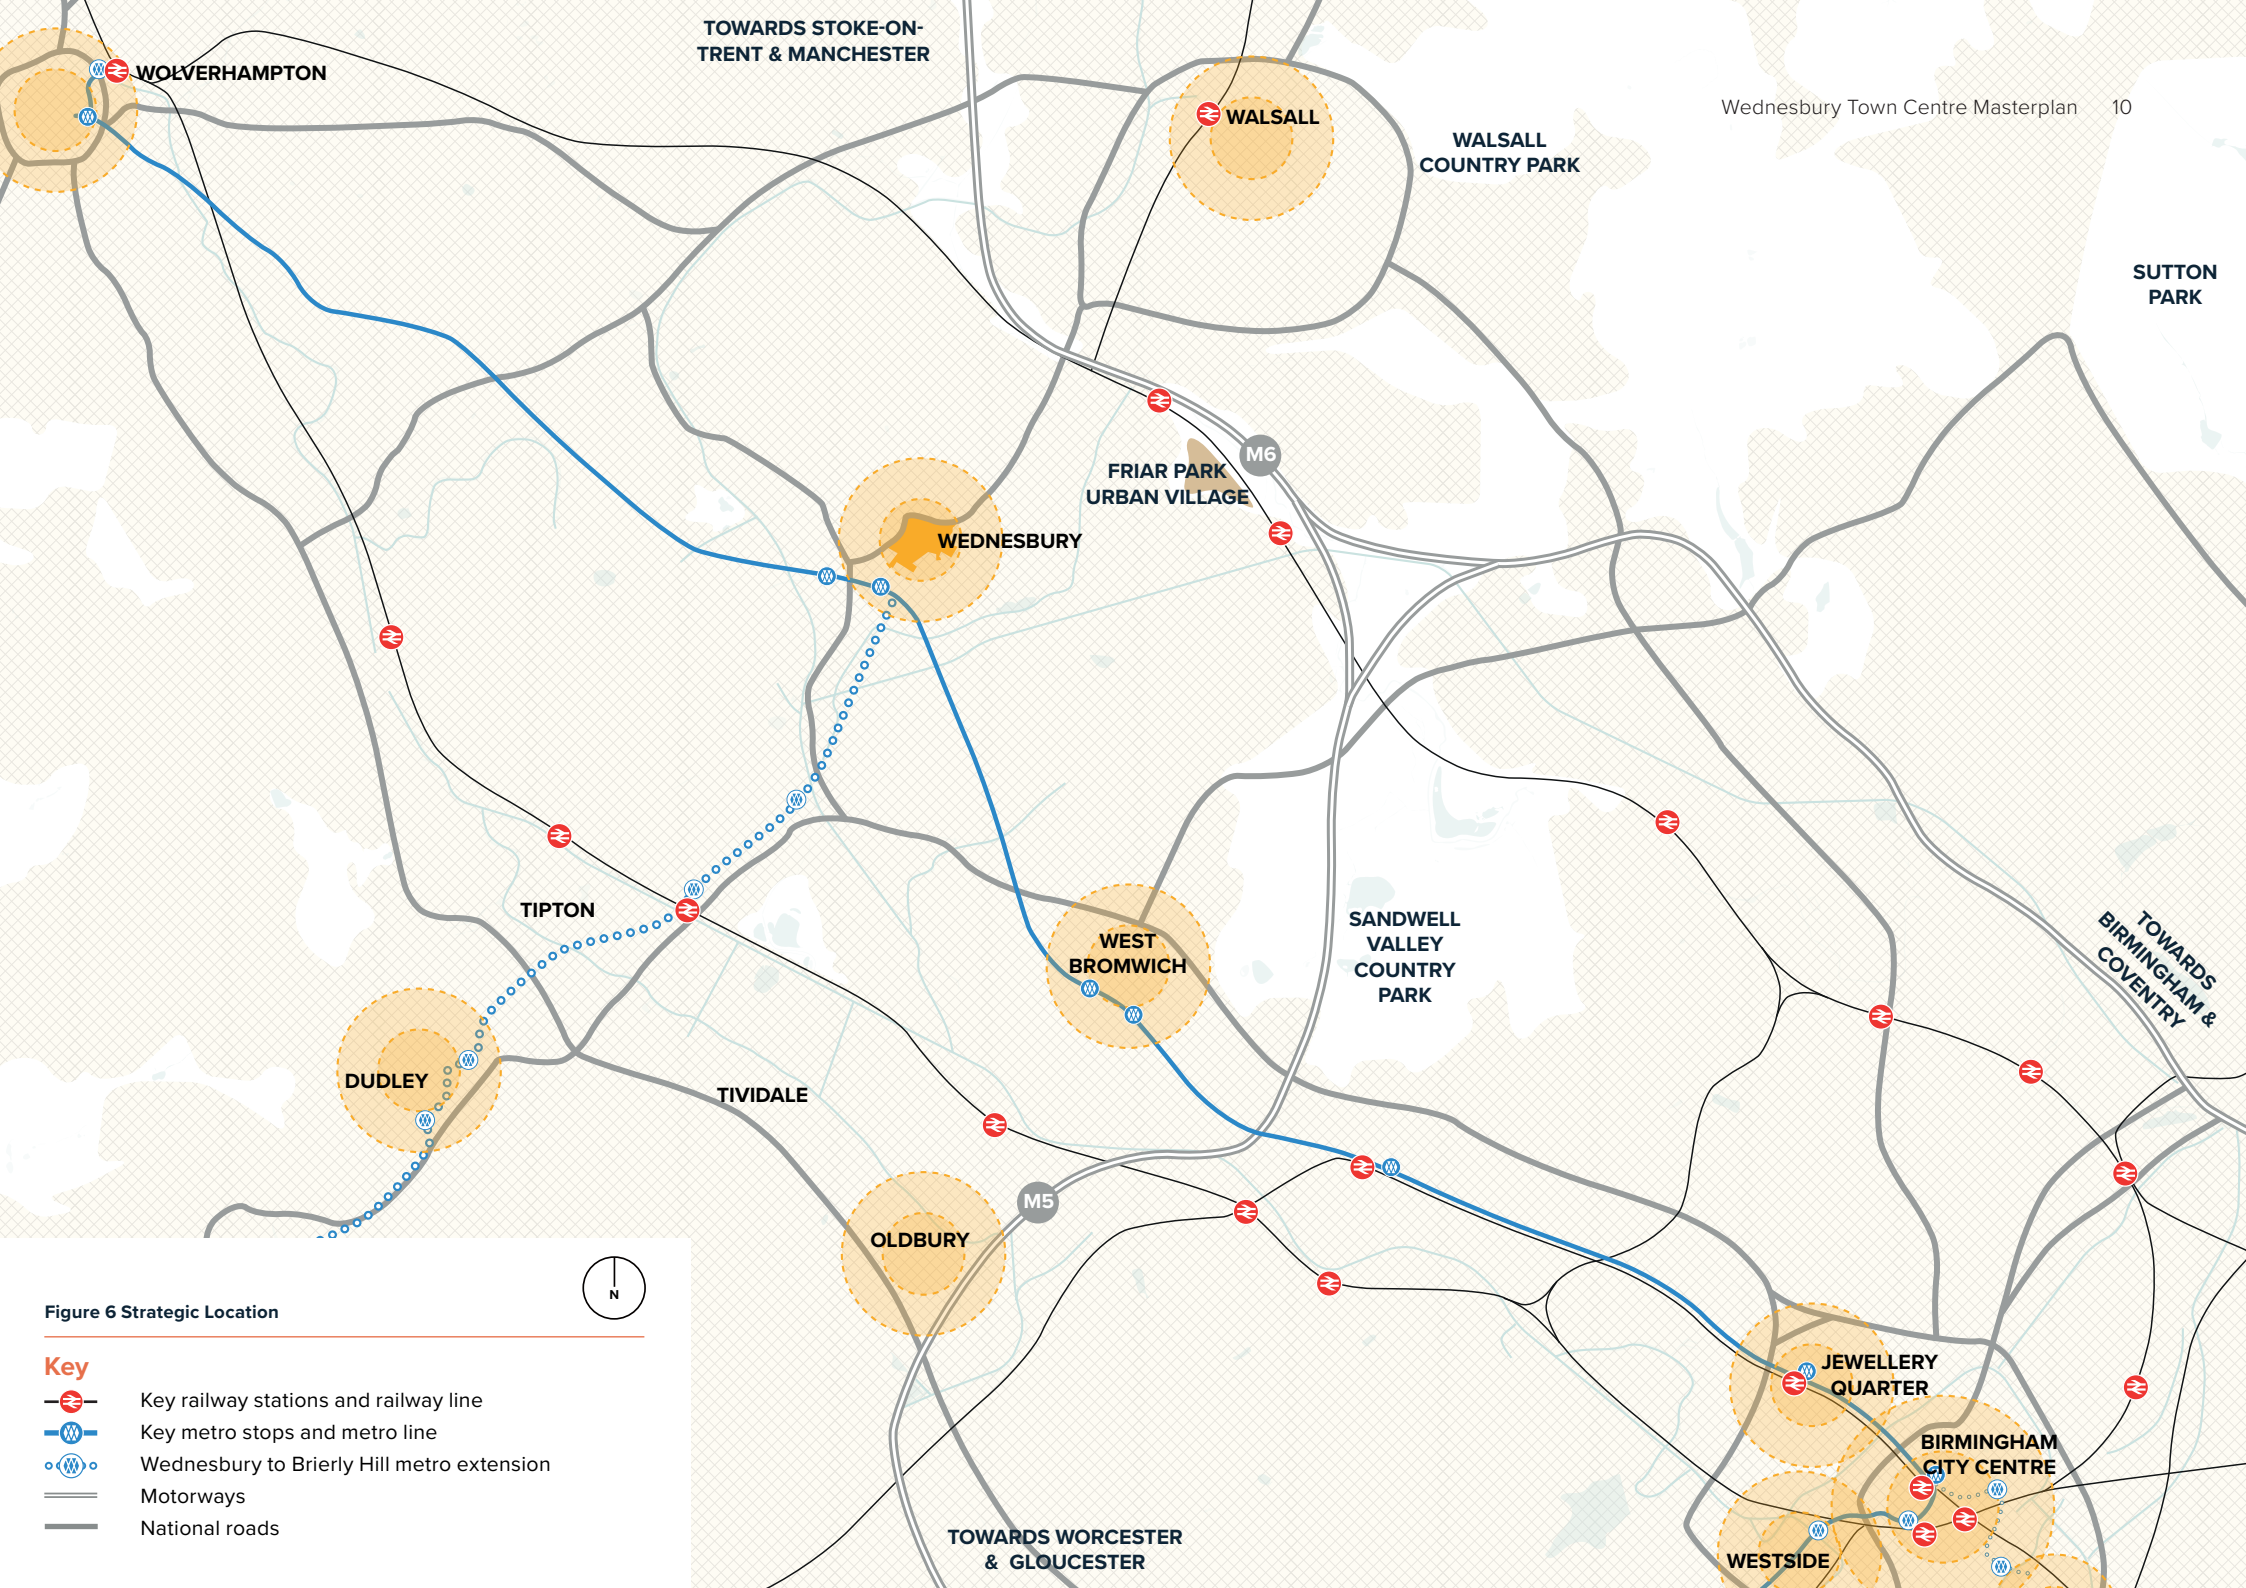 TOWARDS STOKE-ON-
TRENT & MANCHESTER
WOLVERHAMPTON
WALSALL
Wednesbury Town Centre Masterplan 10
WALSALL
COUNTRY PARK
SUTTON
PARK
M6
FRIAR PARK
URBAN VILLAGE
WEDNESBURY
TIPTON
WEST
BROMWICH
SANDWELL
VALLEY
COUNTRY
PARK
TOWARDS
BIRMINGHAM &
COVENTRY
DUDLEY
TIVIDALE
M5
OLDBURY
JEWELLERY
QUARTER
BIRMINGHAM
CITY CENTRE
WESTSIDE
TOWARDS WORCESTER
& GLOUCESTER
N
Figure 6 Strategic Location
Key
Key railway stations and railway line
Key metro stops and metro line
Wednesbury to Brierly Hill metro extension
Motorways
National roads